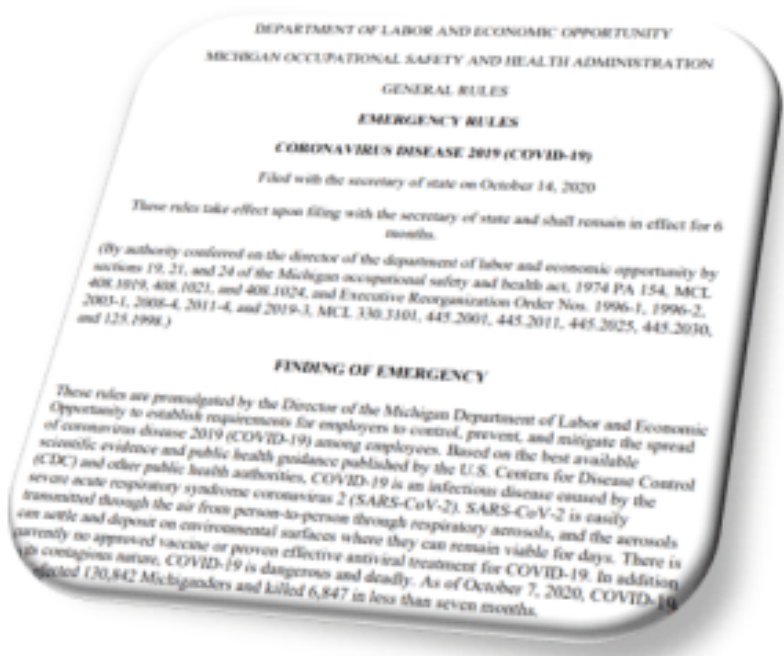 DEPARTMENT OF LABOR AND ECONOMIC OPPORTUNITY
MICHIGAN OCCUPATIONAL SAFETY AND HEALTH ADMINISTRATION
GENERAL RULES
EMERGENCY RULES
CORONAVIRUS DISEASE 2019 (COVID-19)
Filed with the secretary of state on October 14, 2020
These rules take effect upon filing with the secretary of state and shall remain in effect for 6
months.
(By authority conferred on the director of the department of labor and economic opportunity by
sections 19, 21, and 24 of the Michigan occupational safety and health act, 1974 PA 154, MCL
408.1019, 408.1021, and 408.1024, and Executive Reorganization Order Nos. 1996-1, 1996-2,
2003-1, 2008-4, 2011-4, and 2019-3, MCL 330.3101, 445.2001, 445.2011, 445.2025, 445.2030,
and 125.1998.)
FINDING OF EMERGENCY
These rules are promulgated by the Director of the Michigan Department of Labor and Economic
Opportunity to establish requirements for employers to control, prevent, and mitigate the spread
of coronavirus disease 2019 (COVID-19) among employees. Based on the best available
scientific evidence and public health guidance published by the U.S. Centers for Disease Control
(CDC) and other public health authorities, COVID-19 is an infectious disease caused by the
severe acute respiratory syndrome coronavirus 2 (SARS-CoV-2). SARS-CoV-2 is easily
transmitted through the air from person-to-person through respiratory aerosols, and the aerosols
can settle and deposit on environmental surfaces where they can remain viable for days. There is
currently no approved vaccine or proven effective antiviral treatment for COVID-19. In addition
its contagious nature, COVID-19 is dangerous and deadly. As of October 7, 2020, COVID-19
infected 130,842 Michiganders and killed 6,847 in less than seven months.